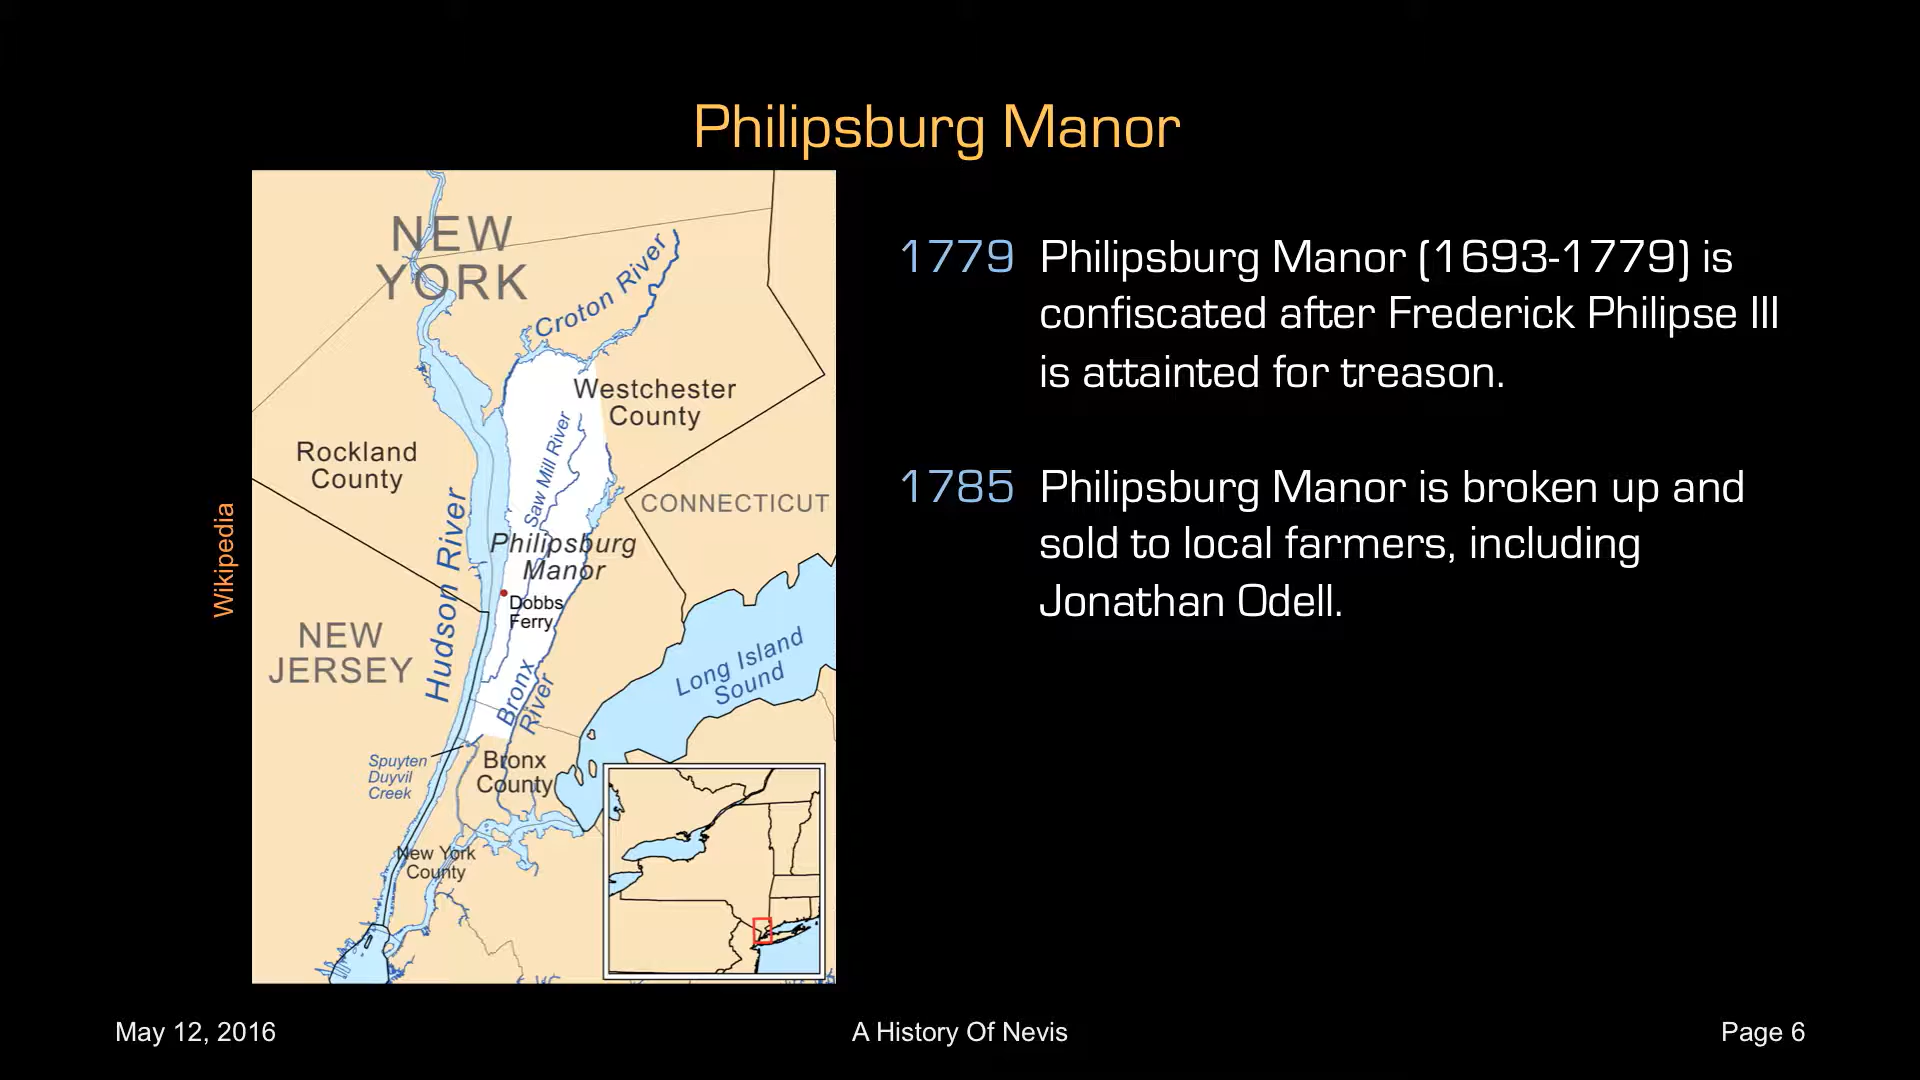 Philipsburg Manor
NEW
YORK
Croton River
Westchester
County
Rockland
County
Saw Mill River
CONNECTICUT
Hudson River
Philipsburg
Manor
Dobbs
Ferry
NEW
JERSEY
Long Island
Sound
Bronx
River
Spuyten
Duyvil
Creek
Bronx
County
New York
County
Wikipedia
1779 Philipsburg Manor (1693-1779) is
confiscated after Frederick Philipse III
is attainted for treason.
1785 Philipsburg Manor is broken up and
sold to local farmers, including
Jonathan Odell.
May 12, 2016
A History Of Nevis
Page 6